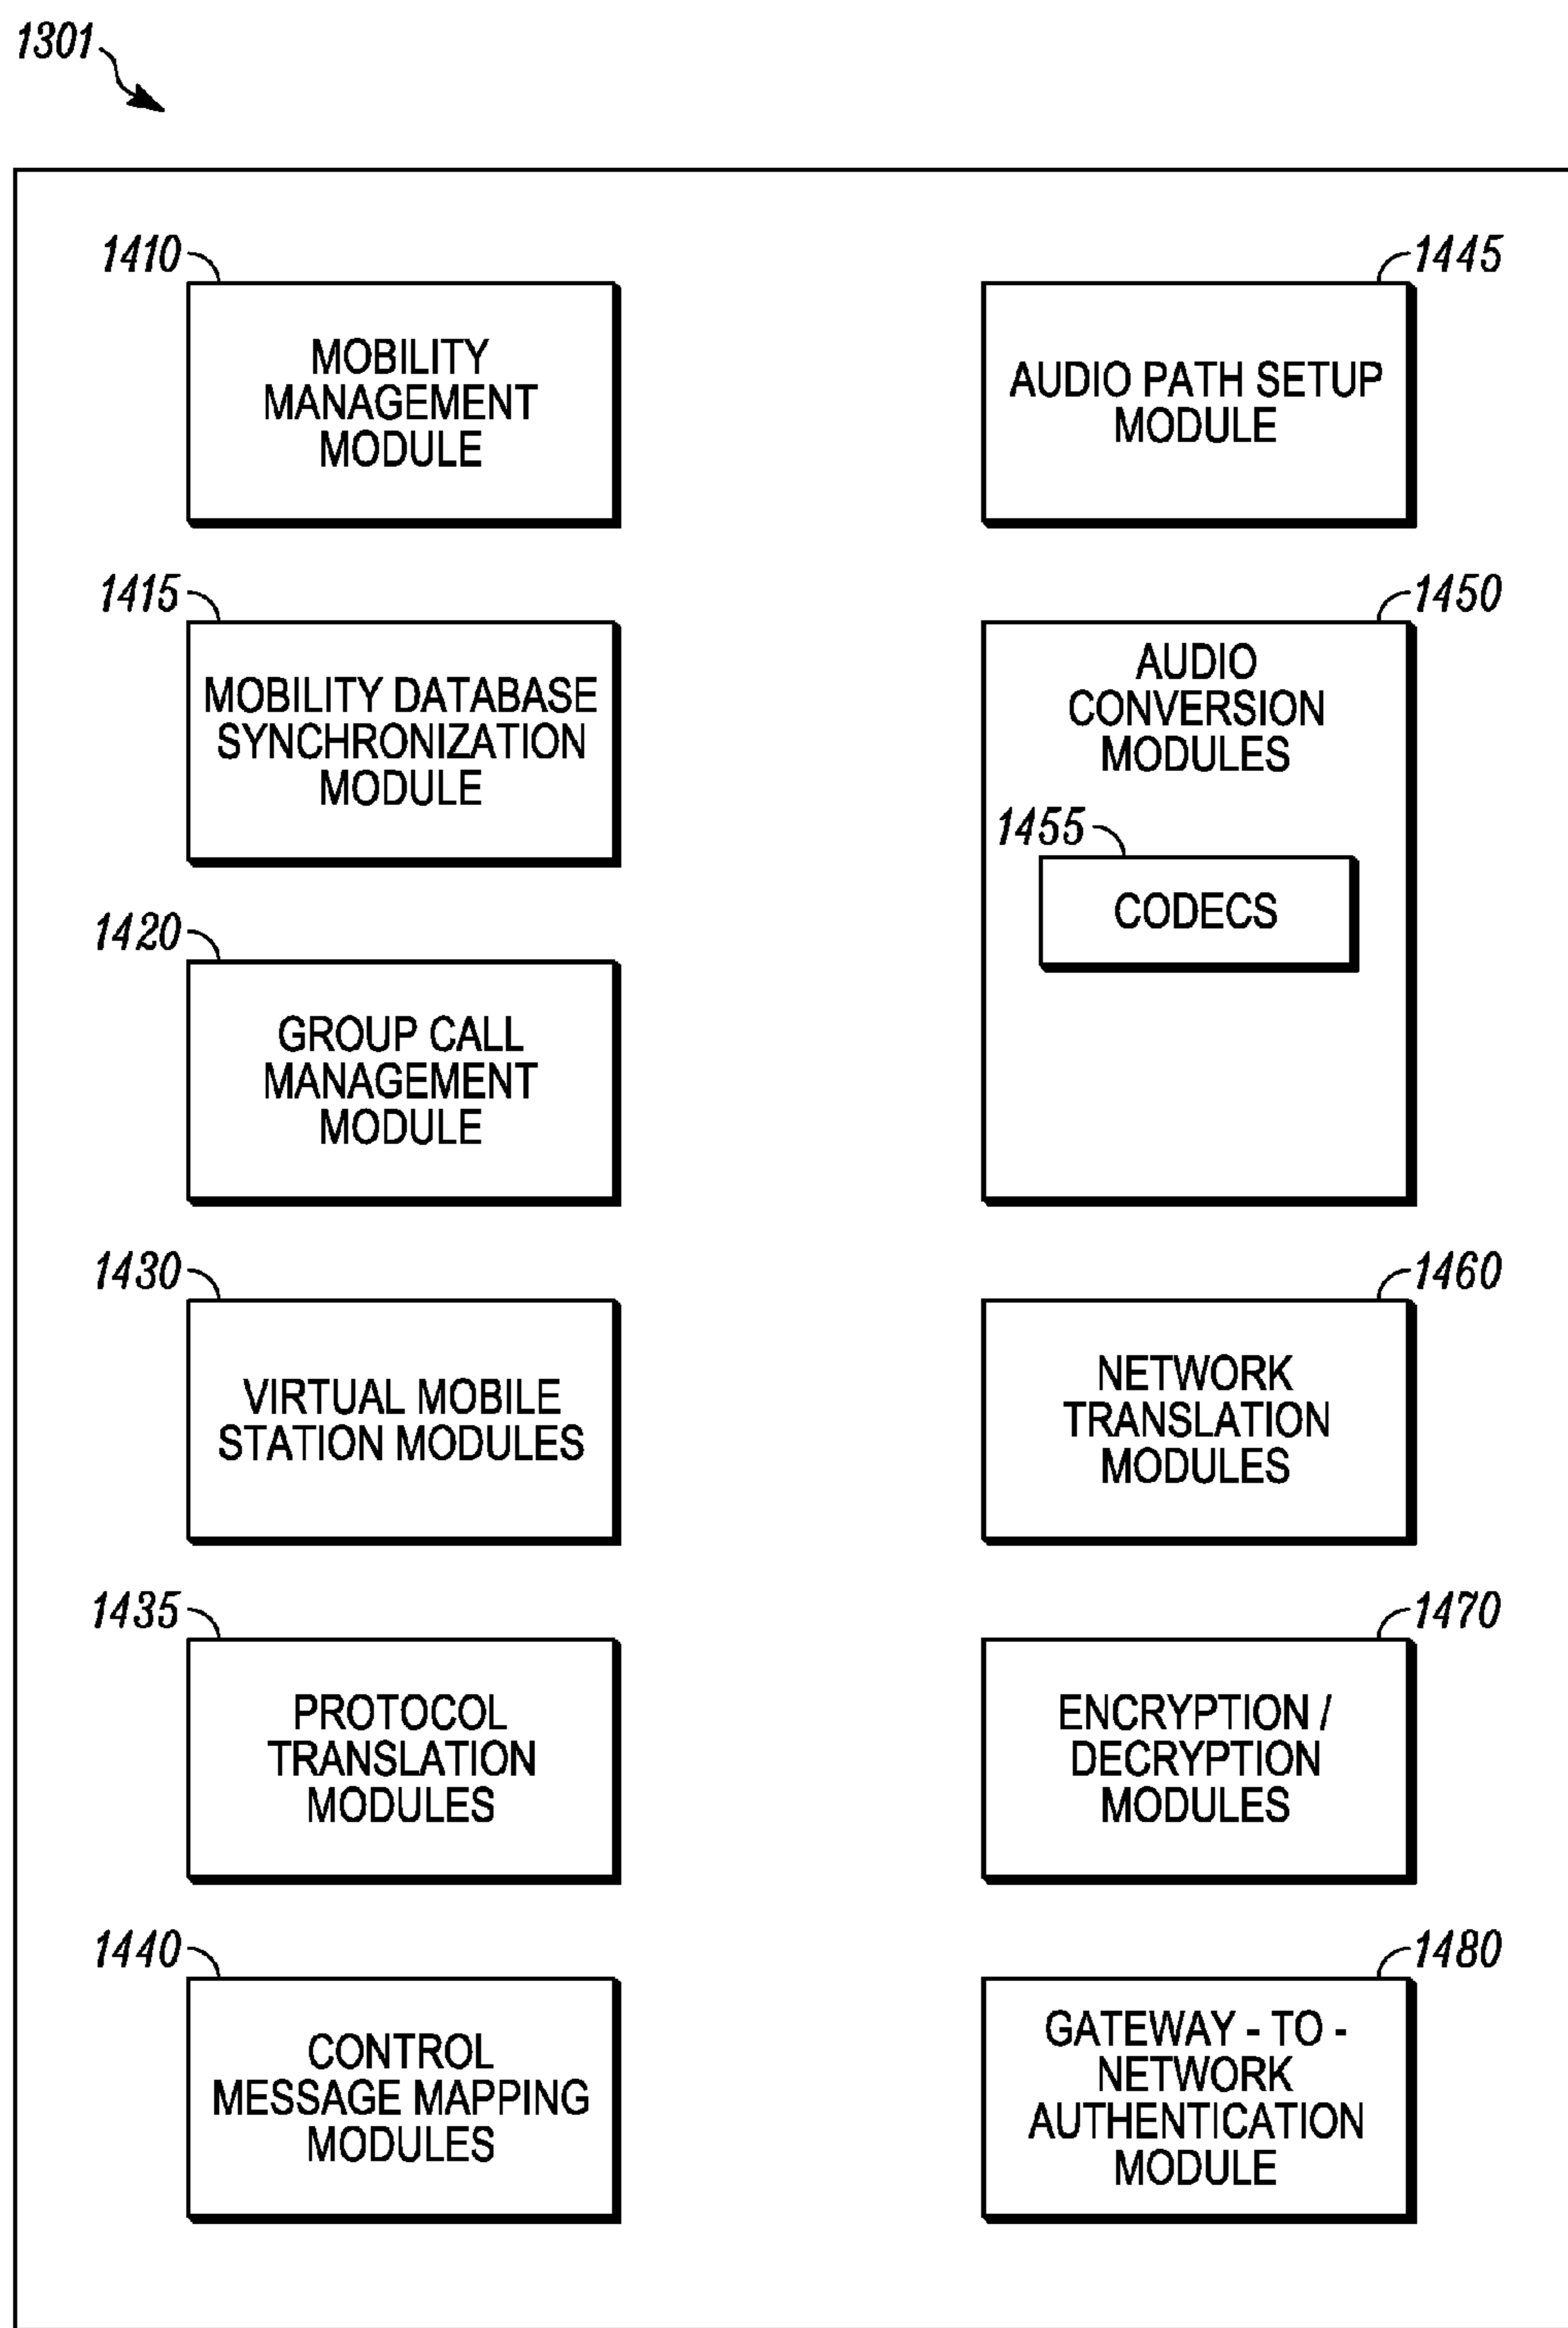 1301
1410
MOBILITY
MANAGEMENT
MODULE
1415
MOBILITY DATABASE
SYNCHRONIZATION
MODULE
1420
GROUP CALL
MANAGEMENT
MODULE
1430
VIRTUAL MOBILE
STATION MODULES
1435
PROTOCOL
TRANSLATION
MODULES
1440
CONTROL
MESSAGE MAPPING
MODULES
1445
AUDIO PATH SETUP
MODULE
1450
AUDIO
CONVERSION
MODULES
1455
CODECS
1460
NETWORK
TRANSLATION
MODULES
1470
ENCRYPTION /
DECRYPTION
MODULES
1480
GATEWAY - TO -
NETWORK
AUTHENTICATION
MODULE